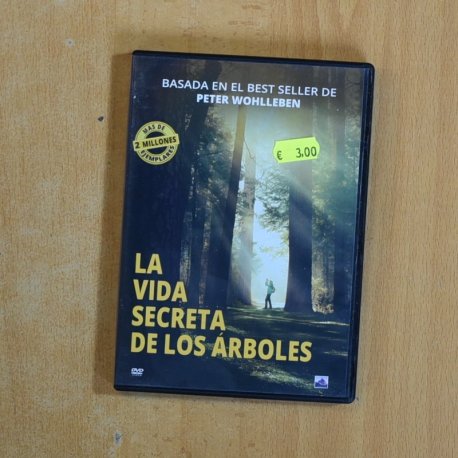 BASADA EN EL BEST SELLER DE
PETER WOHLLEBEN
MÁS DE
2 MILLONES
EJEMPLARES
€ 3,00
LA
VIDA
SECRETA
DE LOS ÁRBOLES
DVD